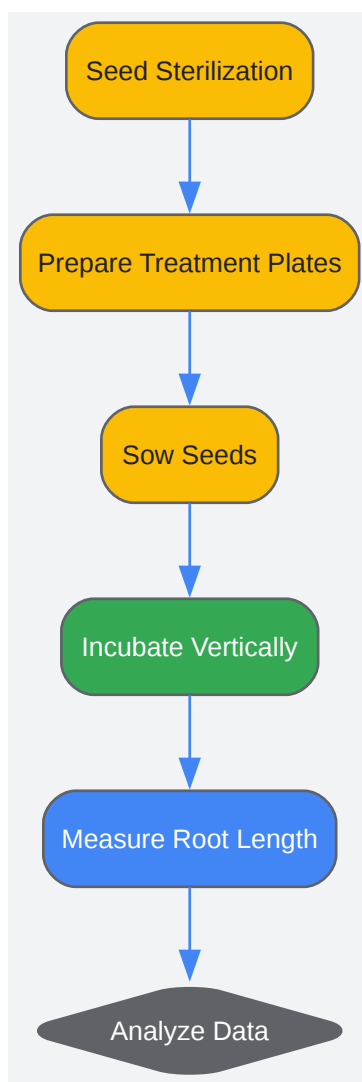 Seed Sterilization
Prepare Treatment Plates
Sow Seeds
Incubate Vertically
Measure Root Length
Analyze Data